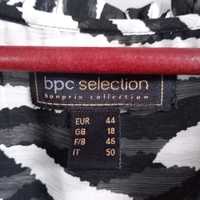 bpc selection
bonprix collection
EUR 44
GB 18
F/B 46
IT 50